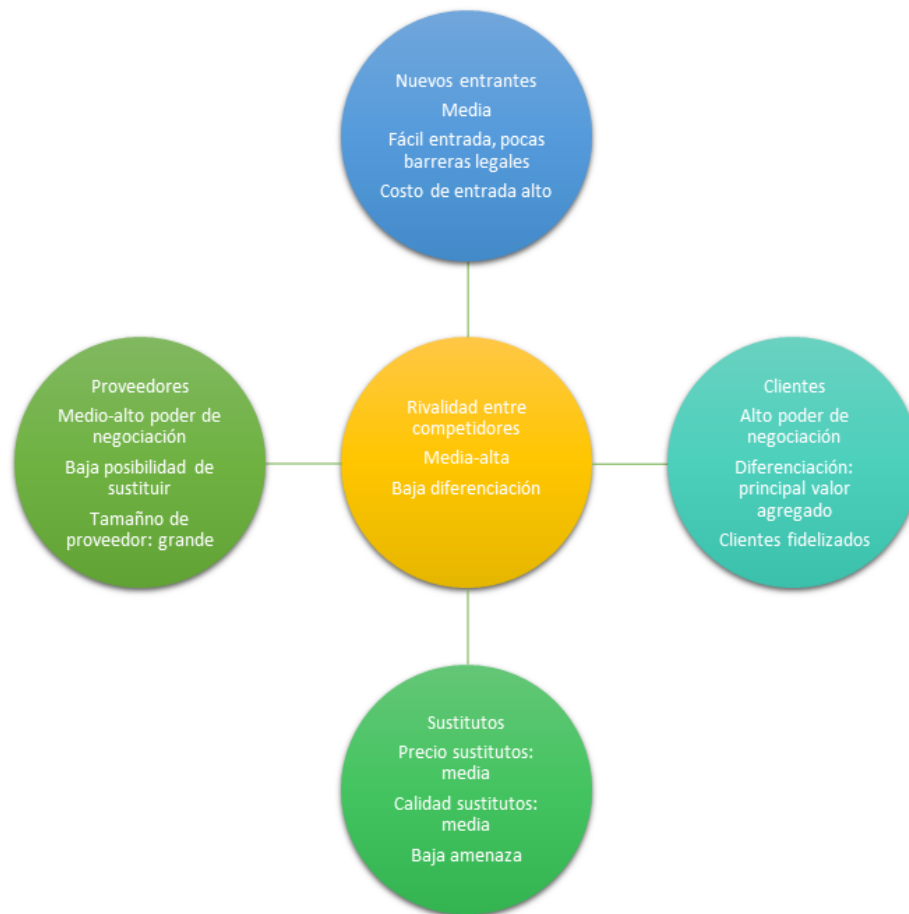 Nuevos entrantes
Media
Fácil entrada, pocas
barreras legales
Costo de entrada alto
Proveedores
Medio-alto poder de
negociación
Baja posibilidad de
sustituir
Tamañno de
proveedor: grande
Rivalidad entre
competidores
Media-alta
Baja diferenciación
Clientes
Alto poder de
negociación
Diferenciación:
principal valor
agregado
Clientes fidelizados
Sustitutos
Precio sustitutos:
media
Calidad sustitutos:
media
Baja amenaza